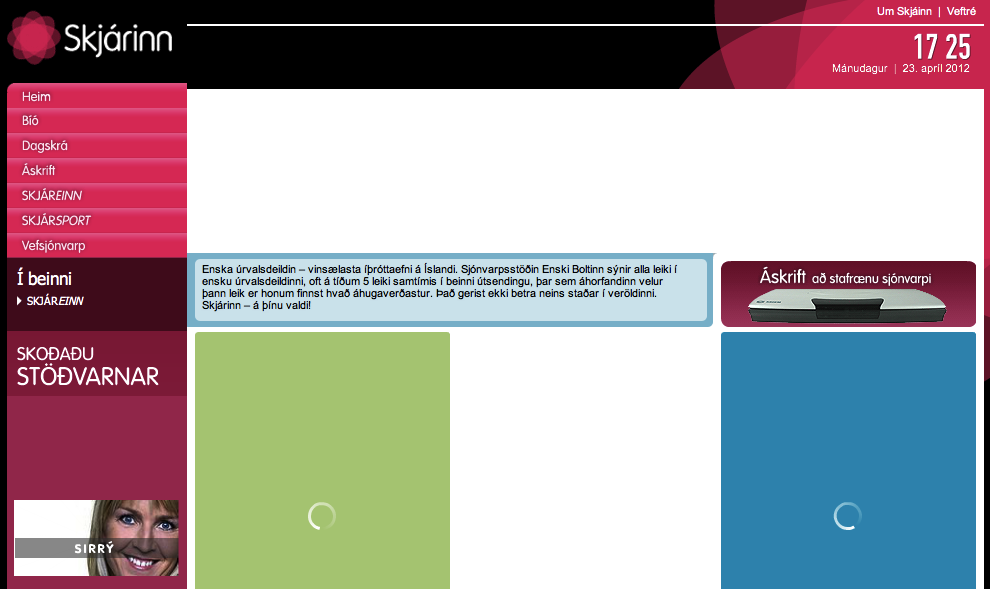 Skjárinn
Um Skjáinn | Veftré
17 25
Mánudagur | 23. apríl 2012
Heim
Bíó
Dagskrá
Áskrift
SKJÁREINN
SKJÁRSPORT
Vefsjónvarp
Í beinni
SKJÁREINN
SKOÐAÐU
STÖÐVARNAR
SIRRÝ
Enska úrvalsdeildin – vinsælasta íþróttaefni á Íslandi. Sjónvarpsstöðin Enski Boltinn sýnir alla leiki í
ensku úrvalsdeildinni, oft á tíðum 5 leiki samtímis í beinni útsendingu, þar sem áhorfandinn velur
þann leik er honum finnst hvað áhugaverðastur. Það gerist ekki betra neins staðar í veröldinni.
Skjárinn – á þínu valdi!
Áskrift að stafrænu sjónvarpi